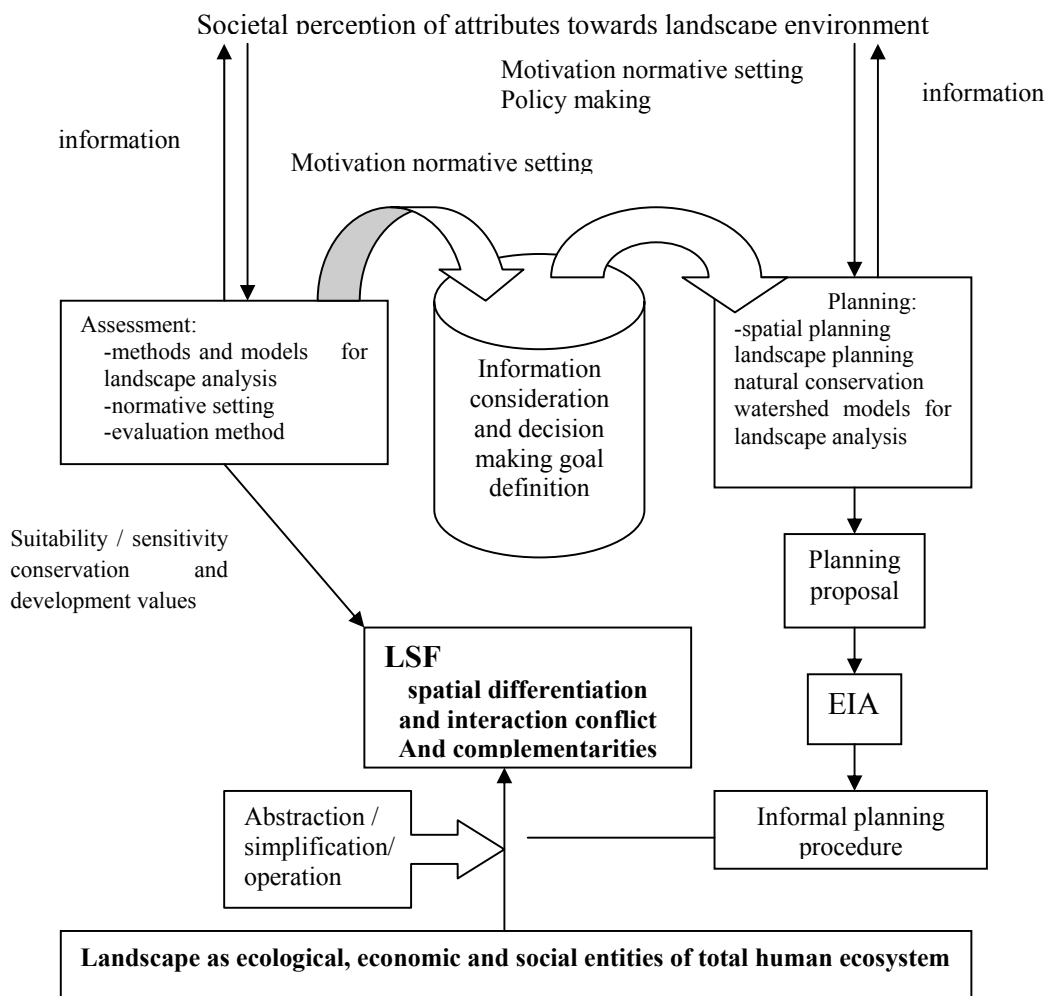 Societal perception of attributes towards landscape environment
Motivation normative setting
Policy making
information
information
Motivation normative setting
Assessment:
-methods and models for
landscape analysis
-normative setting
-evaluation method
Information
consideration
and decision
making goal
definition
Planning:
-spatial planning
landscape planning
natural conservation
watershed models for
landscape analysis
Suitability / sensitivity
conservation and
development values
Planning
proposal
LSF
spatial differentiation
and interaction conflict
And complementarities
EIA
Abstraction /
simplification/
operation
Informal planning
procedure
Landscape as ecological, economic and social entities of total human ecosystem